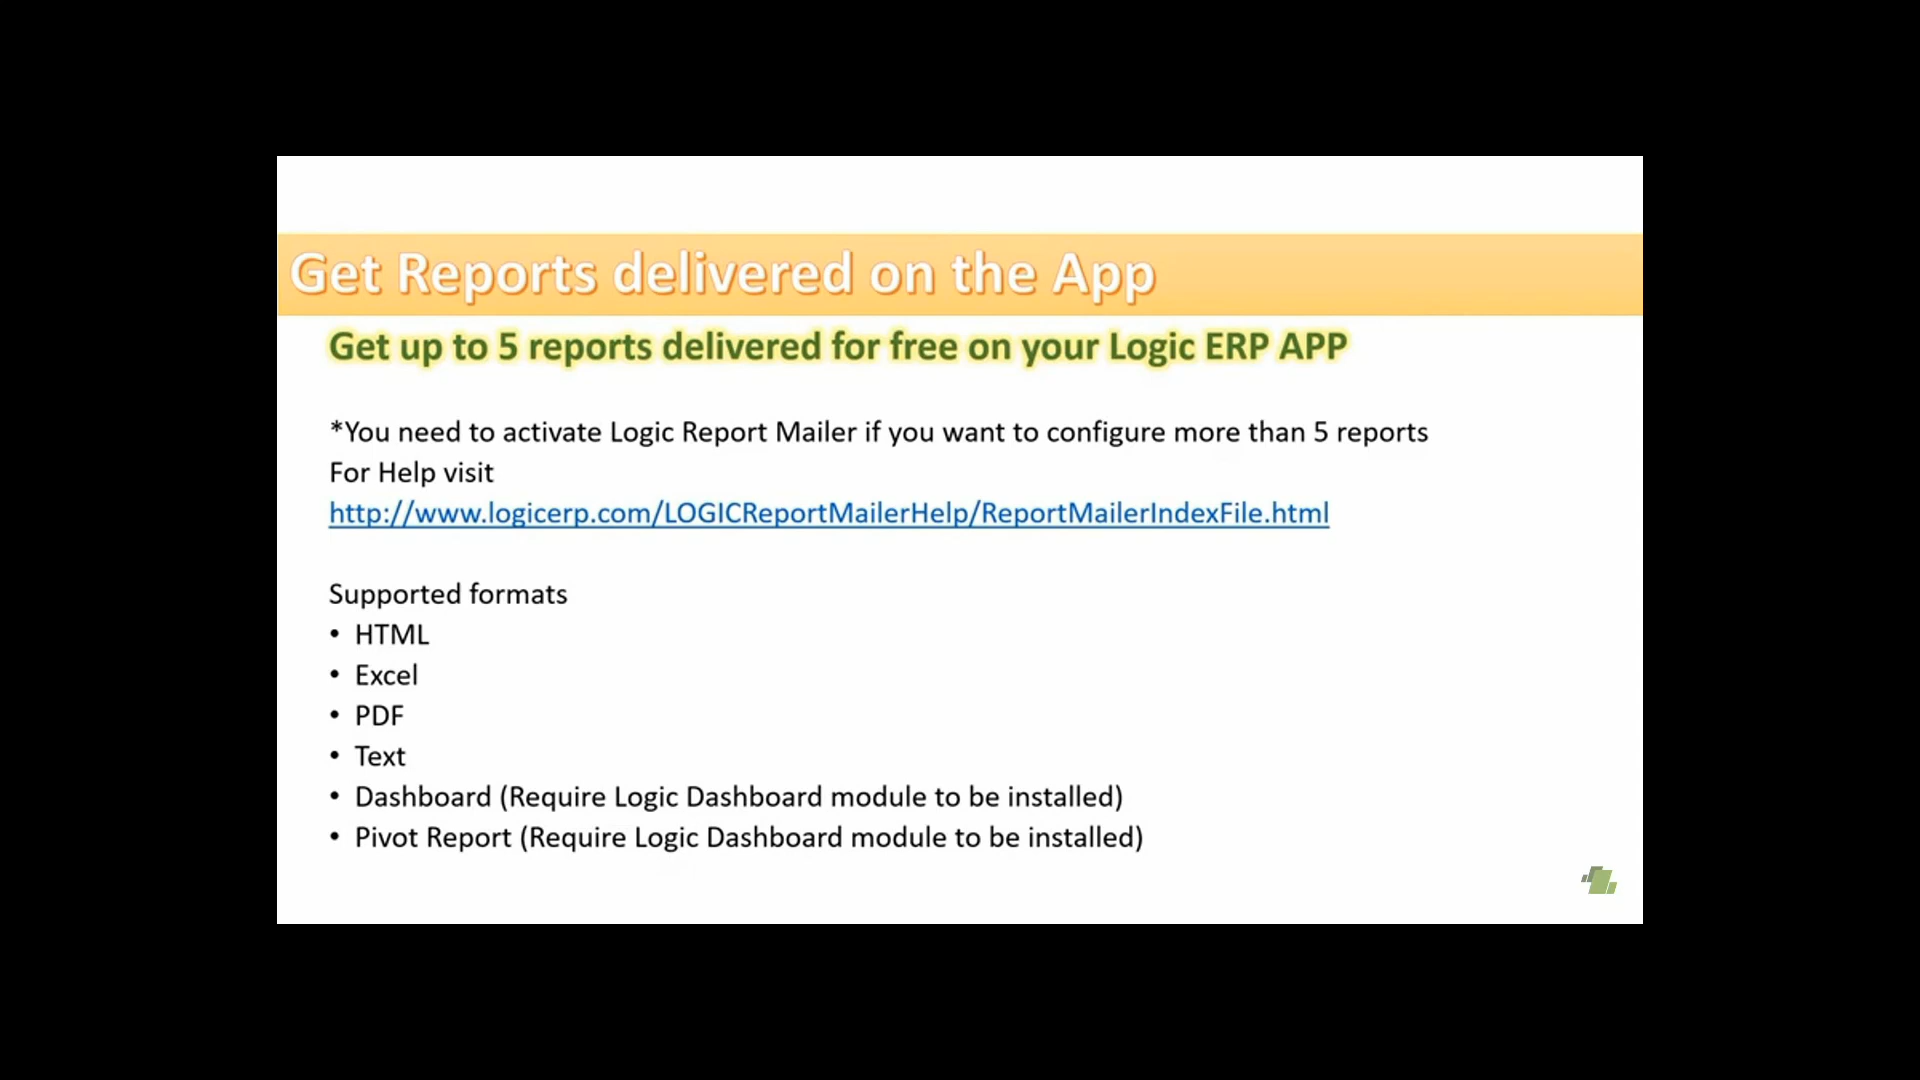 Get Reports delivered on the App
Get up to 5 reports delivered for free on your Logic ERP APP
*You need to activate Logic Report Mailer if you want to configure more than 5 reports
For Help visit
http://www.logicerp.com/LOGICReportMailerHelp/ReportMailerIndexFile.html
Supported formats
• HTML
• Excel
• PDF
• Text
• Dashboard (Require Logic Dashboard module to be installed)
• Pivot Report (Require Logic Dashboard module to be installed)